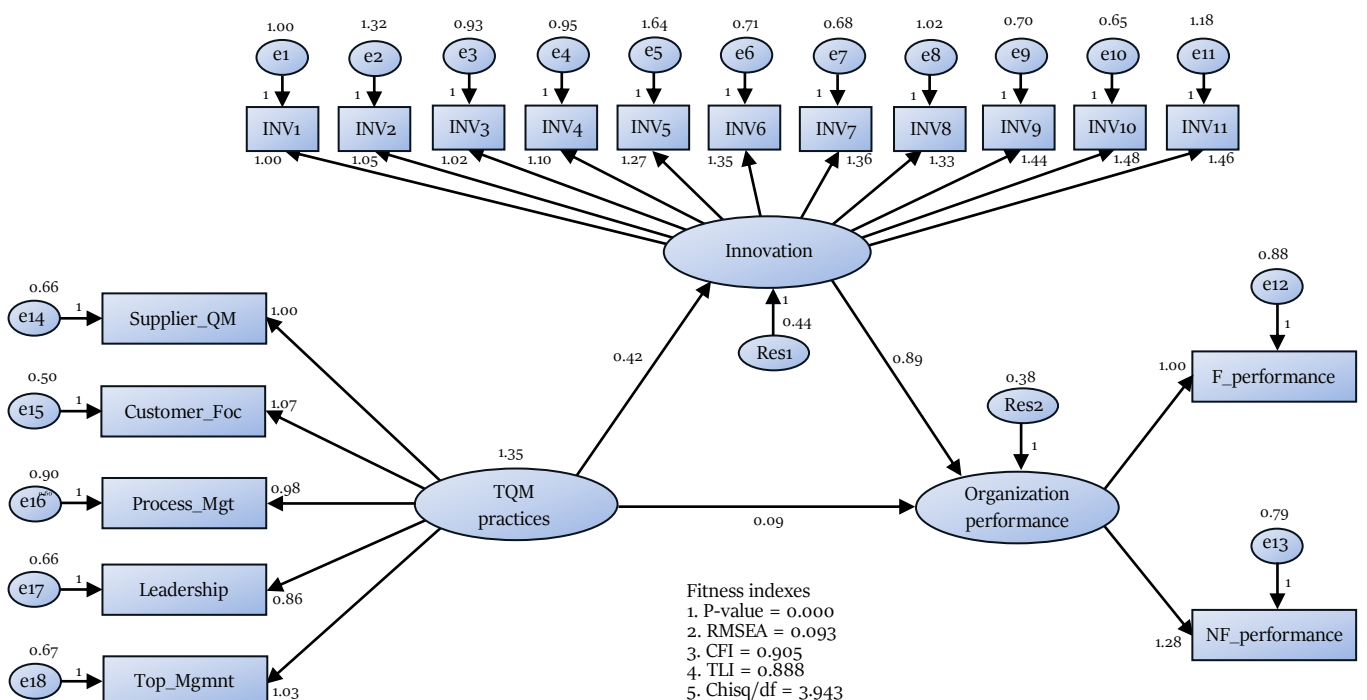 1.00 1.32 0.93 0.95 1.64 0.71 0.68 1.02 0.70 0.65 1.18
e1 e2 e3 e4 e5 e6 e7 e8 e9 e10 e11
1 1 1 1 1 1 1 1 1 1 1
INV1 INV2 INV3 INV4 INV5 INV6 INV7 INV8 INV9 INV10 INV11
1.00 1.05 1.02 1.10 1.27 1.35 1.36 1.33 1.44 1.48 1.46
Innovation
1
0.44
Res1
0.42
0.89
0.66
e14 1 Supplier_QM 1.00
0.50
e15 1 Customer_Foc 1.07
0.90
e16 1 Process_Mgt 0.98
0.66
e17 1 Leadership 0.86
0.67
e18 1 Top_Mgmnt 1.03
1.35
TQM
practices
0.09
0.38
Res2
1
Organization
performance
0.88
e12
1
1.00 F_performance
0.79
e13
1
1.28 NF_performance
Fitness indexes
1. P-value = 0.000
2. RMSEA = 0.093
3. CFI = 0.905
4. TLI = 0.888
5. Chisq/df = 3.943